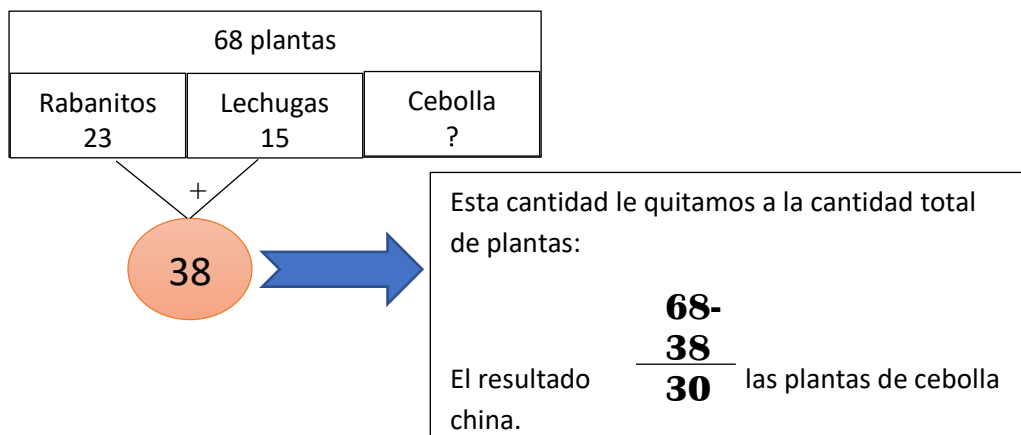 68 plantas
Rabanitos
23
Lechugas
15
Cebolla
?
+
38
Esta cantidad le quitamos a la cantidad total
de plantas:
68-
38
30
El resultado las plantas de cebolla
china.